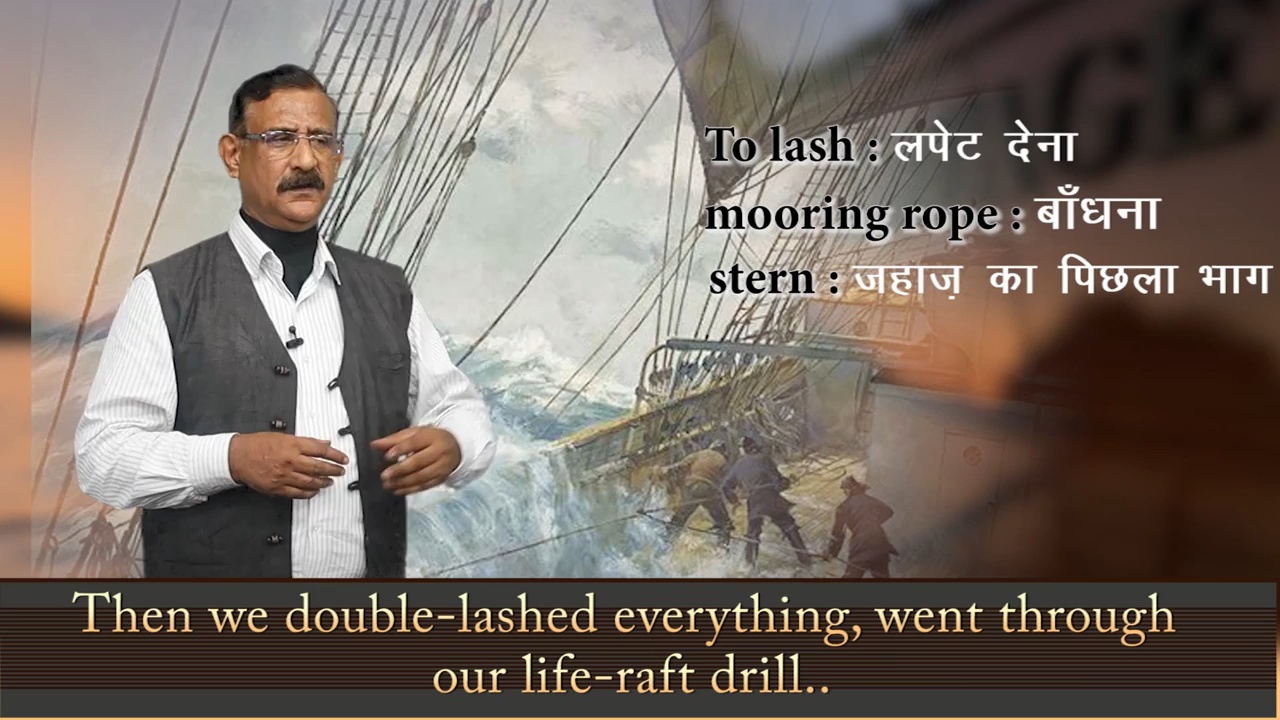 To lash : लपेट देना
mooring rope : बाँधना
stern : जहाज़ का पिछला भाग
Then we double-lashed everything, went through
our life-raft drill..